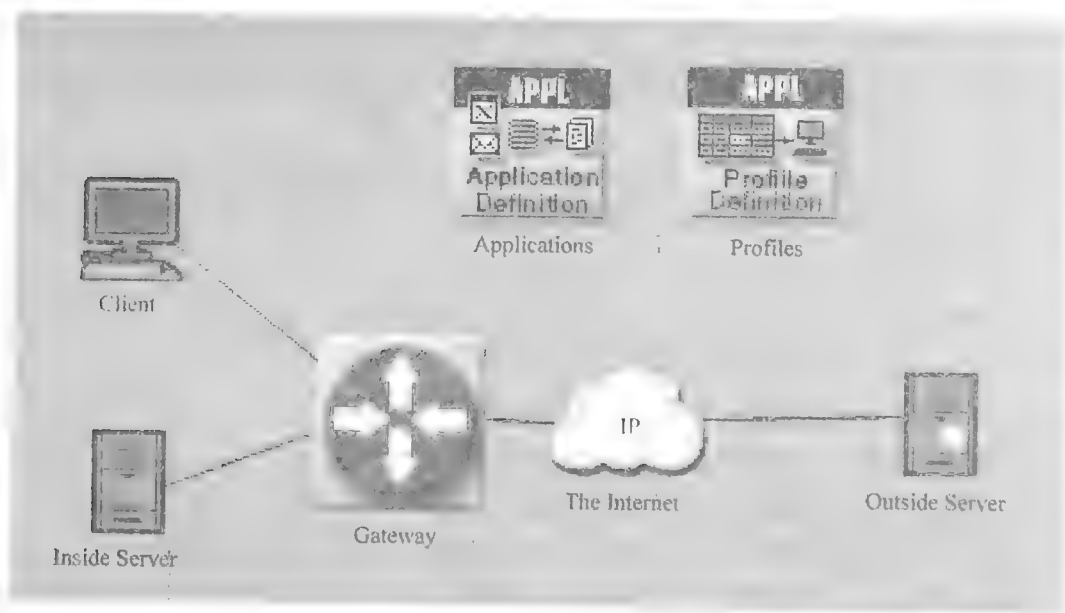 APPL
Application
Definition
Applications
APPL
Profile
Definition
Profiles
Client
IP
The Internet
Outside Server
Gateway
Inside Server